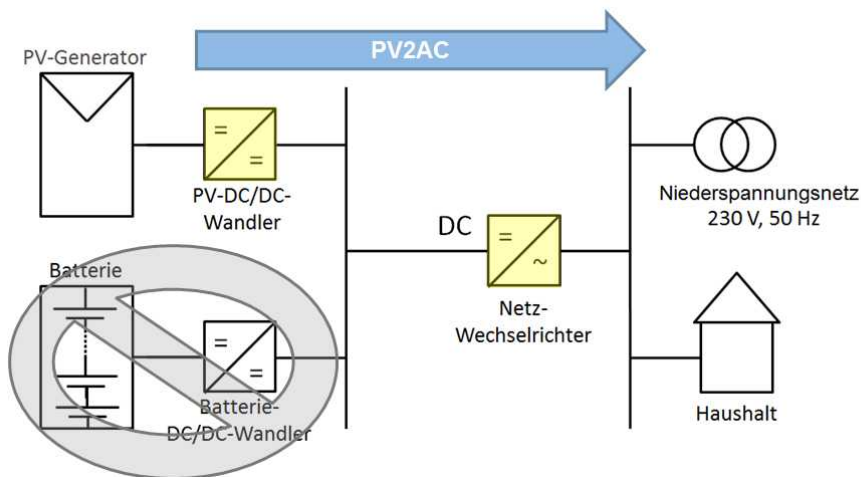 PV2AC
PV-Generator
=
=
PV-DC/DC-
Wandler
Niederspannungsnetz
230 V, 50 Hz
DC
=
~
Netz-
Wechselrichter
Batterie
=
=
Batterie-
DC/DC-Wandler
Haushalt